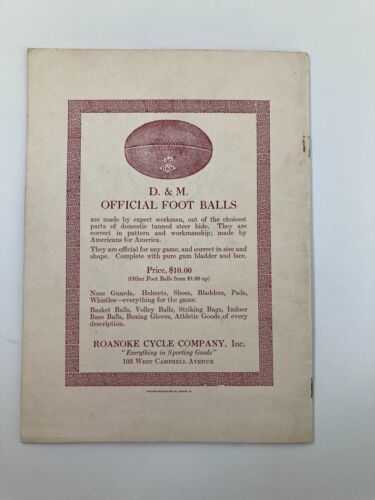 D. & M.
OFFICIAL FOOT BALLS
are made by expert workmen, out of the choicest
parts of domestic tanned steer hide. They are
correct in pattern and workmanship; made by
Americans for America.
They are official for any game, and correct in size and
shape. Complete with pure gum bladder and lace.
Price, $10.00
(Other Foot Balls from $1.00 up)
Nose Guards, Helmets, Shoes, Bladders, Pads,
Whistles—everything for the game.
Basket Balls, Volley Balls, Striking Bags, Indoor
Base Balls, Boxing Gloves, Athletic Goods of every
description.
ROANOKE CYCLE COMPANY, Inc.
"Everything in Sporting Goods"
103 West Campbell Avenue